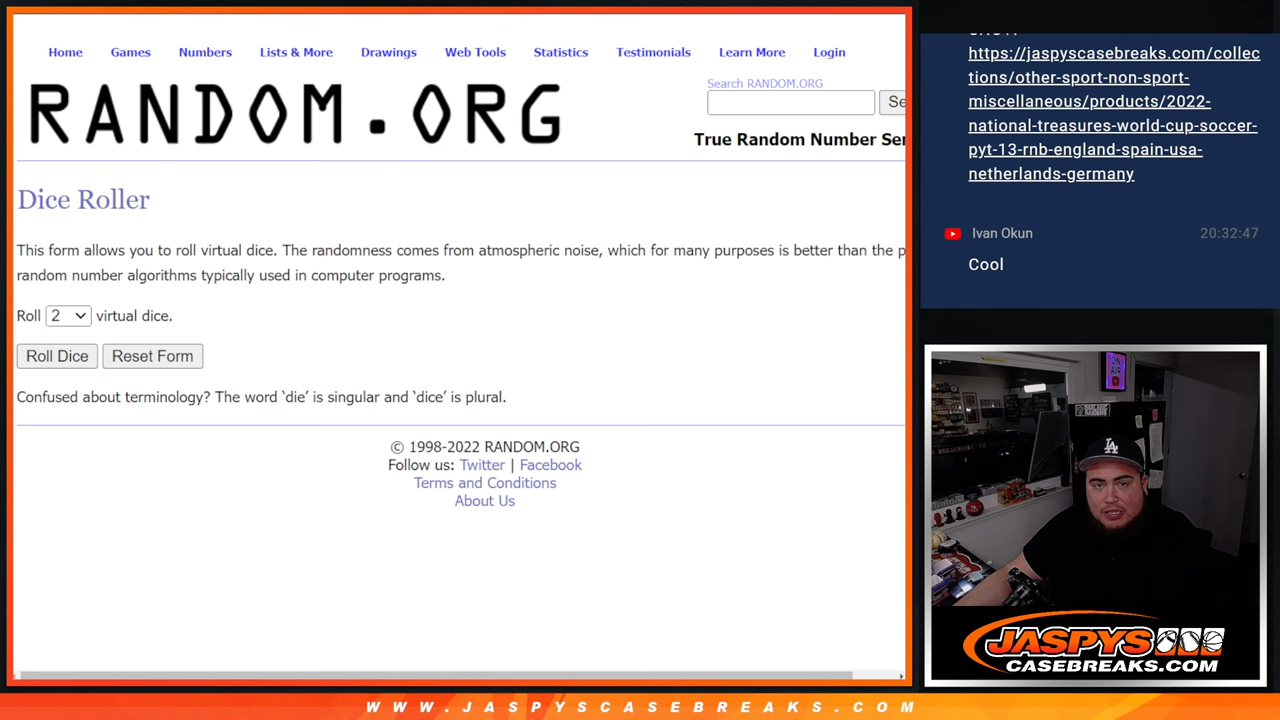 Home Games Numbers Lists & More Drawings Web Tools Statistics Testimonials Learn More Login
RANDOM.ORG
Search RANDOM.ORG
Se
True Random Number Ser
Dice Roller
This form allows you to roll virtual dice. The randomness comes from atmospheric noise, which for many purposes is better than the p
random number algorithms typically used in computer programs.
Roll 2 virtual dice.
Roll Dice Reset Form
Confused about terminology? The word ‘die’ is singular and ‘dice’ is plural.
© 1998-2022 RANDOM.ORG
Follow us: Twitter | Facebook
Terms and Conditions
About Us
https://jaspyscasebreaks.com/collec
tions/other-sport-non-sport-
miscellaneous/products/2022-
national-treasures-world-cup-soccer-
pyt-13-rnb-england-spain-usa-
netherlands-germany
Ivan Okun 20:32:47
Cool
ON
AIR
LA
JASPYS
CASEBREAKS.COM
WWW.JASPYSCASEBREAKS.COM